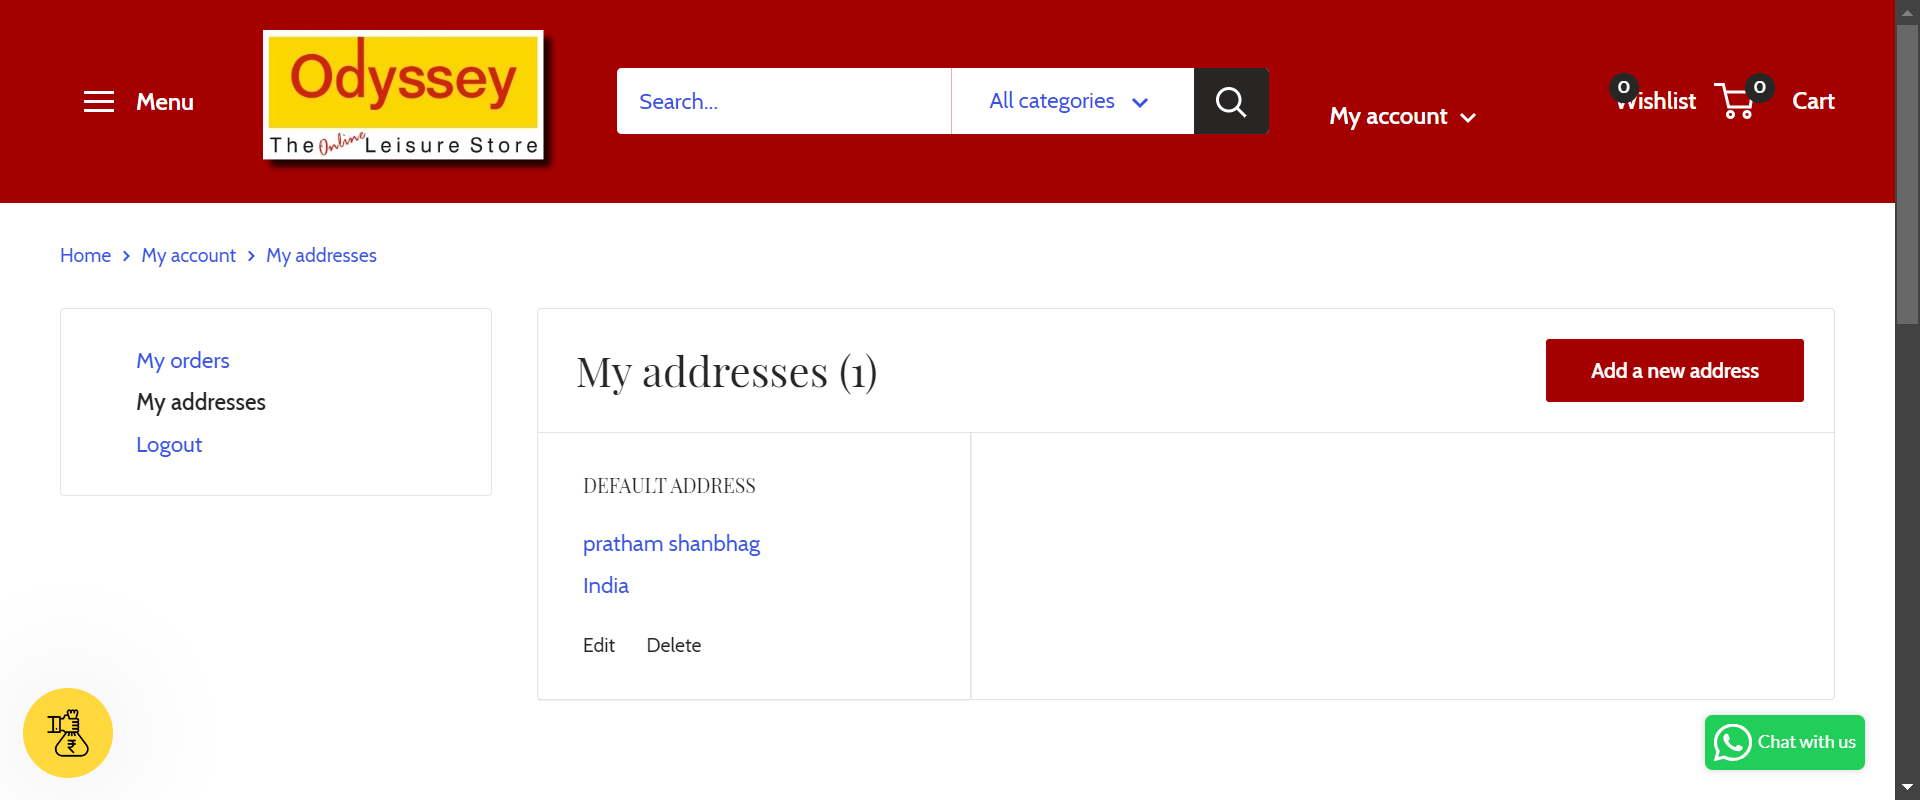 Menu
Odyssey
The Online Leisure Store
Search...
All categories
My account
0
Wishlist
0
Cart
Home > My account > My addresses
My orders
My addresses
Logout
My addresses (1)
Add a new address
DEFAULT ADDRESS
pratham shanbhag
India
Edit Delete
₹
Chat with us